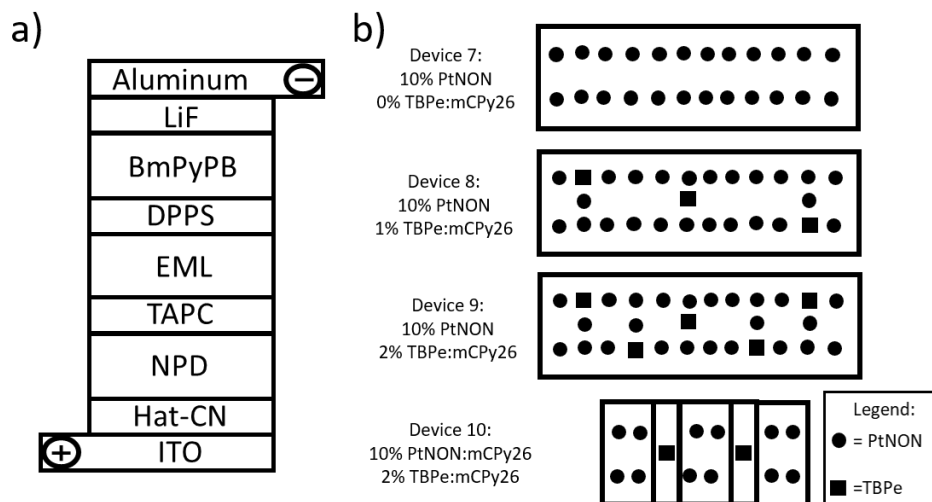 a)
Aluminum
−
LiF
BmPyPB
DPPS
EML
TAPC
NPD
Hat-CN
+
ITO
b)
Device 7:
10% PtNON
0% TBPe:mCPy26
Device 8:
10% PtNON
1% TBPe:mCPy26
Device 9:
10% PtNON
2% TBPe:mCPy26
Device 10:
10% PtNON:mCPy26
2% TBPe:mCPy26
Legend:
= PtNON
=TBPe